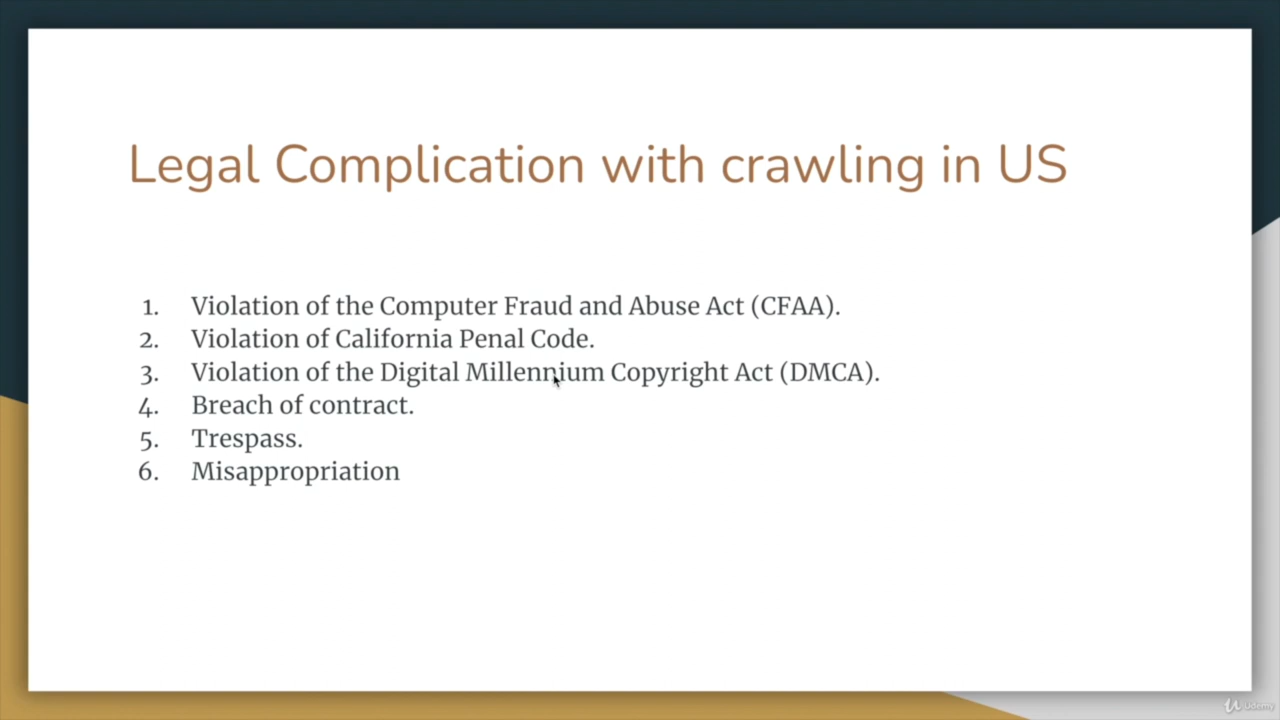 Legal Complication with crawling in US
1. Violation of the Computer Fraud and Abuse Act (CFAA).
2. Violation of California Penal Code.
3. Violation of the Digital Millennium Copyright Act (DMCA).
4. Breach of contract.
5. Trespass.
6. Misappropriation
Udemy